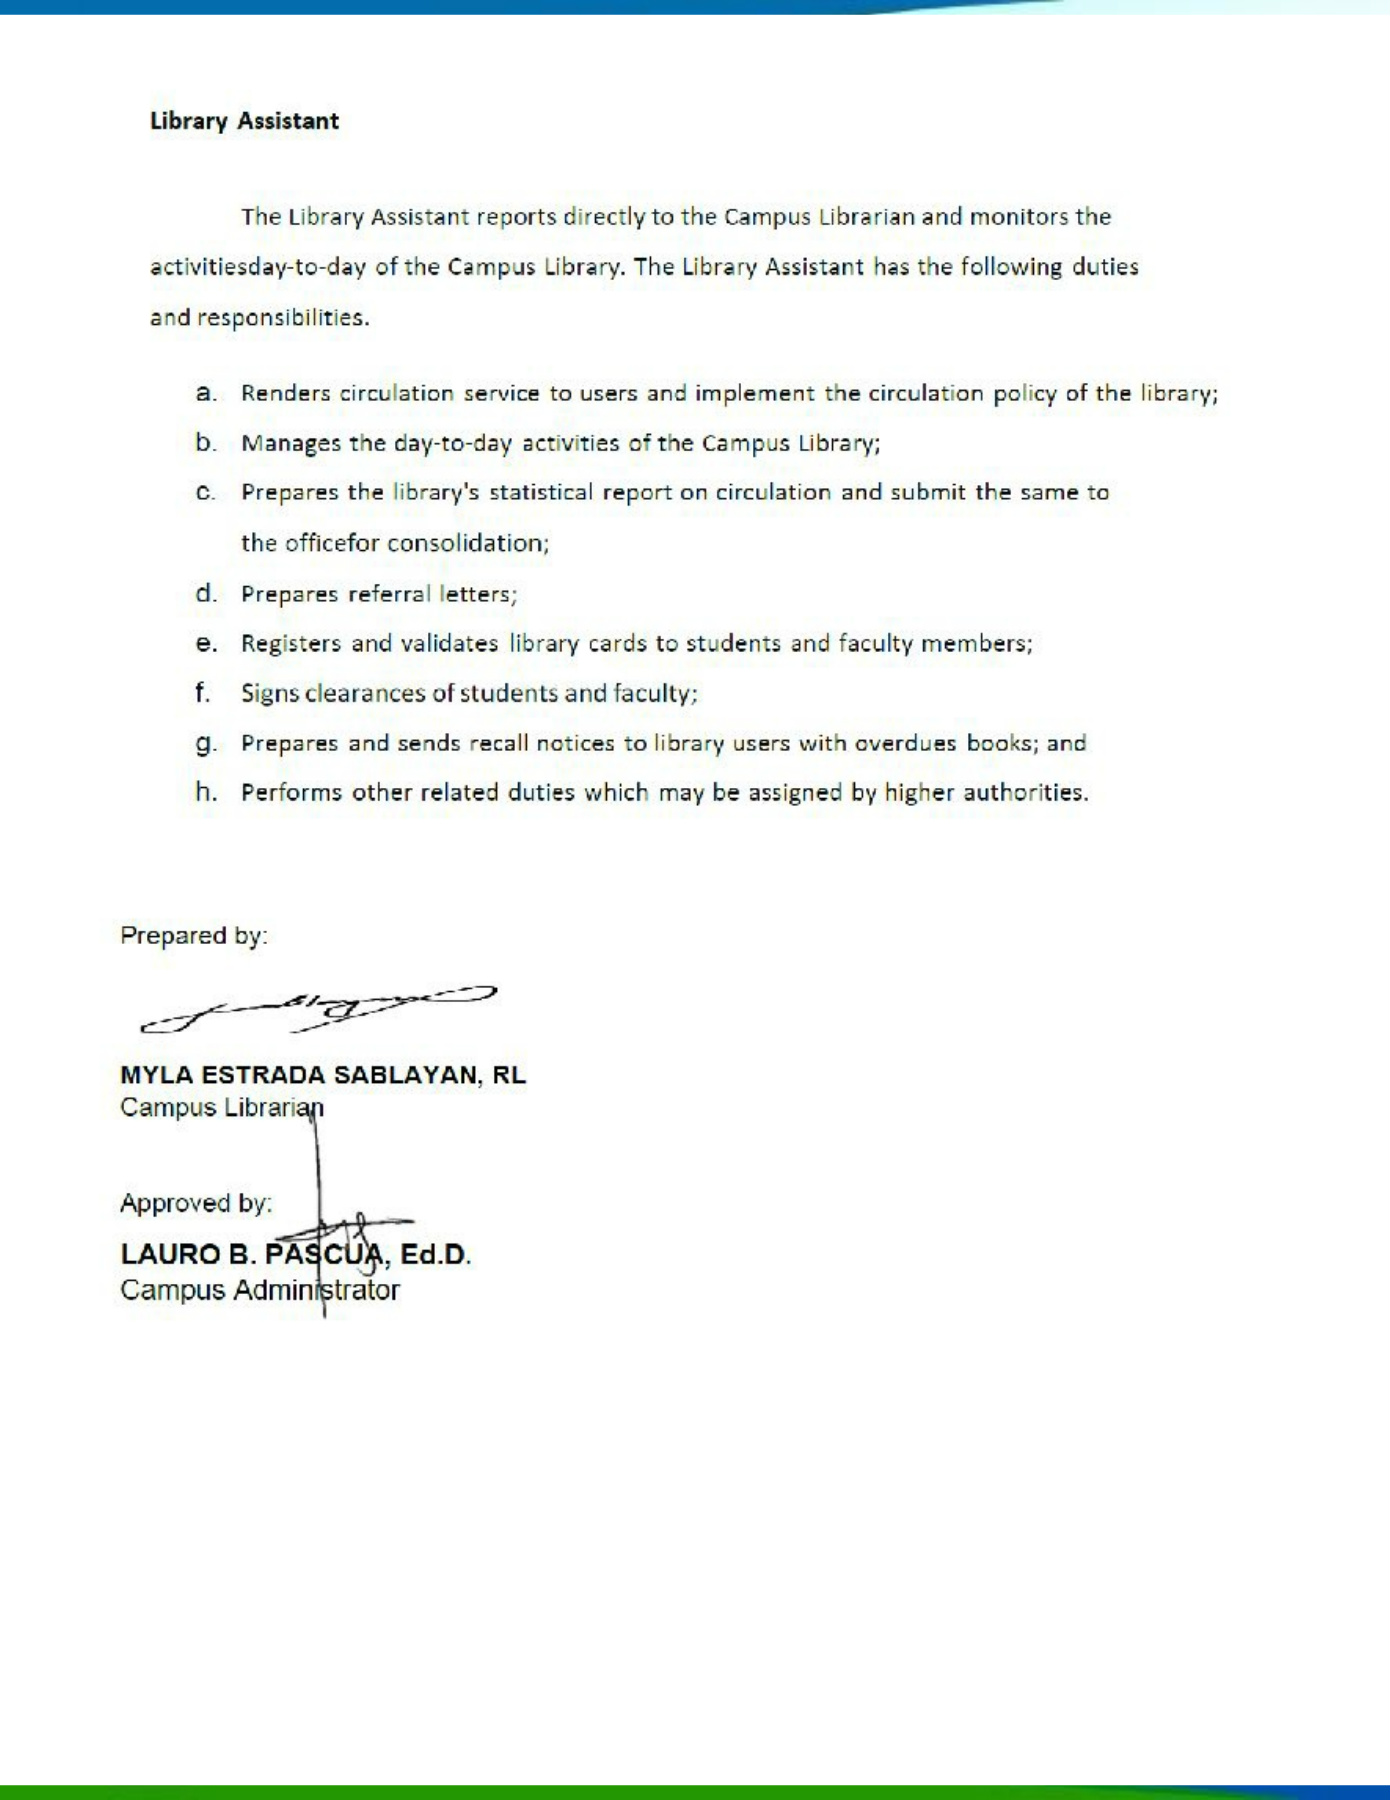 Library Assistant
The Library Assistant reports directly to the Campus Librarian and monitors the
activitiesday-to-day of the Campus Library. The Library Assistant has the following duties
and responsibilities.
a. Renders circulation service to users and implement the circulation policy of the library;
b. Manages the day-to-day activities of the Campus Library;
c. Prepares the library's statistical report on circulation and submit the same to
the officefor consolidation;
d. Prepares referral letters;
e. Registers and validates library cards to students and faculty members;
f. Signs clearances of students and faculty;
g. Prepares and sends recall notices to library users with overdues books; and
h. Performs other related duties which may be assigned by higher authorities.
Prepared by:
MYLA ESTRADA SABLAYAN, RL
Campus Librarian
Approved by:
LAURO B. PASCUA, Ed.D.
Campus Administrator